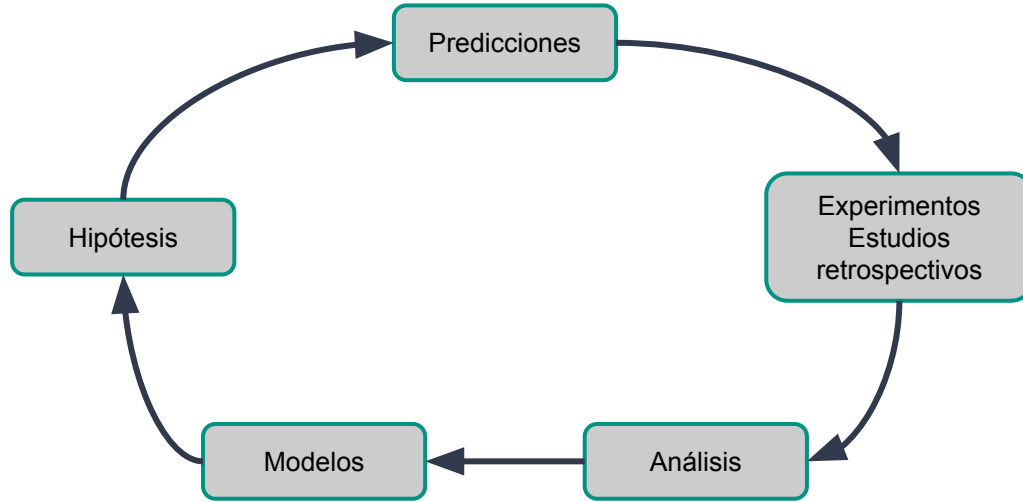 Predicciones
Experimentos
Estudios
retrospectivos
Hipótesis
Modelos
Análisis